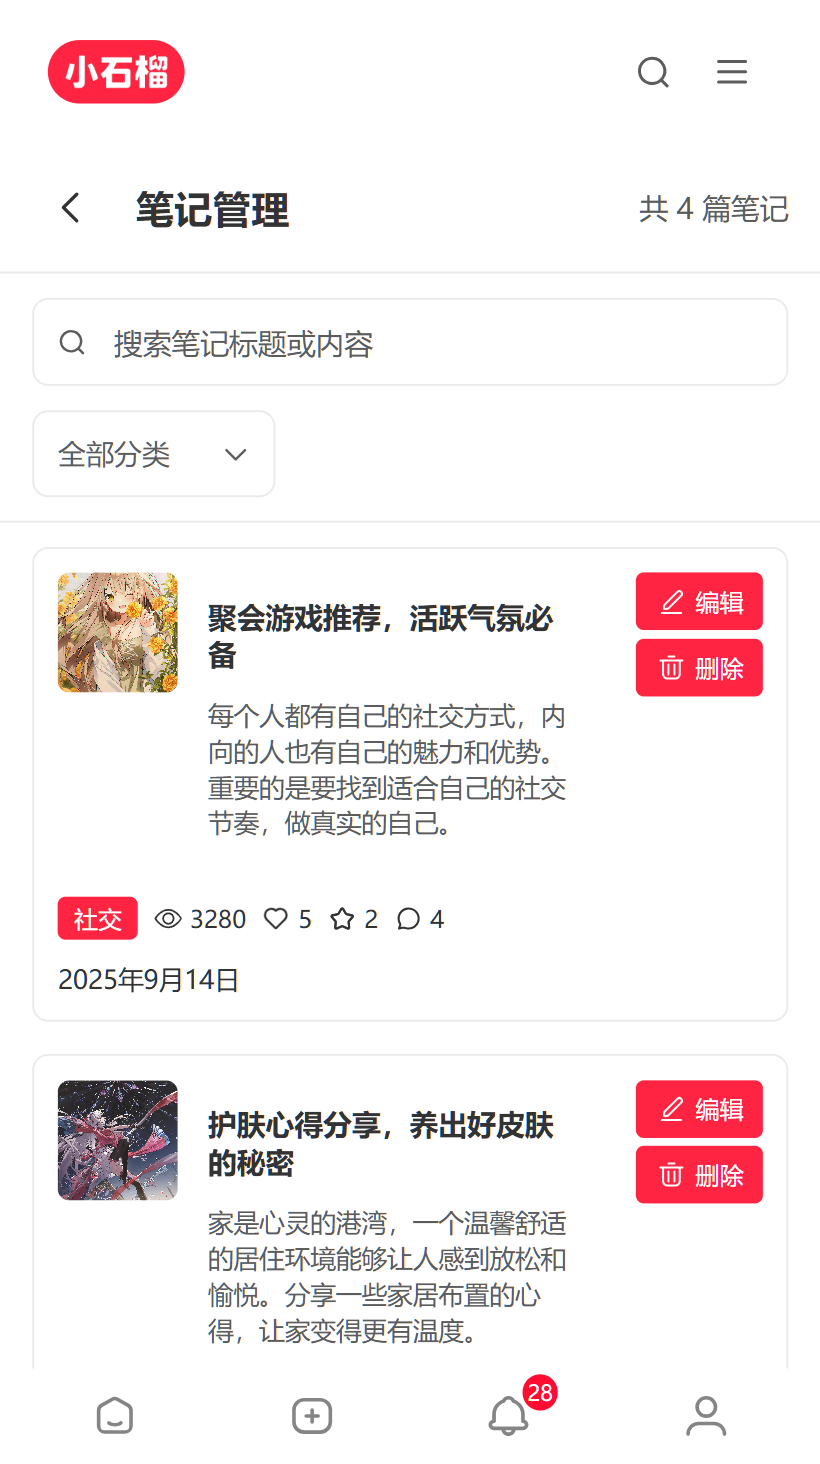 小石榴
笔记管理
共 4 篇笔记
搜索笔记标题或内容
全部分类
聚会游戏推荐，活跃气氛必
备
每个人都有自己的社交方式，内
向的人也有自己的魅力和优势。
重要的是要找到适合自己的社交
节奏，做真实的自己。
编辑
删除
社交 3280 5 2 4
2025年9月14日
护肤心得分享，养出好皮肤
的秘密
家是心灵的港湾，一个温馨舒适
的居住环境能够让人感到放松和
愉悦。分享一些家居布置的心
得，让家变得更有温度。
编辑
删除
28